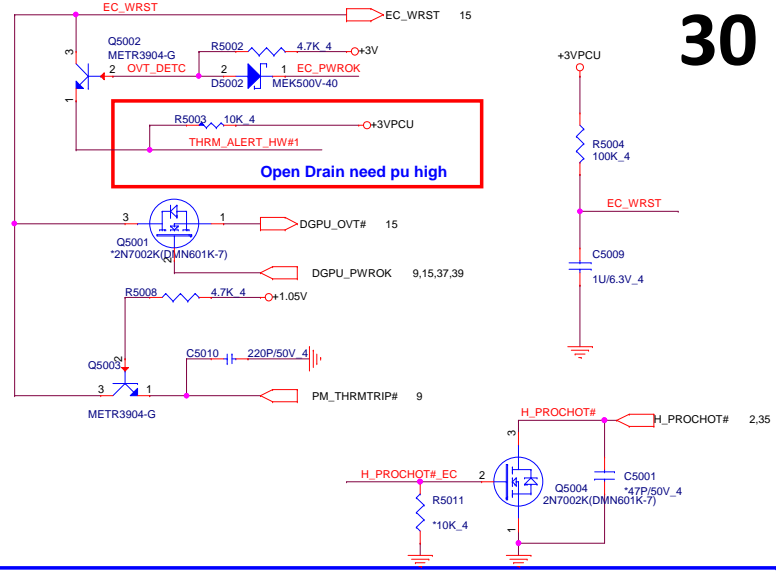 EC_WRST
EC_WRST 15
30
3
Q5002
METR3904-G
R5002 4.7K_4 +3V
2 OVT_DETC
2 1 EC_PWROK
D5002 MEK500V-40
1
+3VPCU
R5003 10K_4 +3VPCU
THRM_ALERT_HW#1
Open Drain need pu high
R5004
100K_4
EC_WRST
3 1 DGPU_OVT# 15
Q5001
*2N7002K(DMN601K-7)
2
DGPU_PWROK 9,15,37,39
C5009
1U/6.3V_4
R5008 4.7K_4 +1.05V
2
Q5003
C5010 220P/50V_4
3 1 PM_THRMTRIP# 9
METR3904-G
H_PROCHOT#
H_PROCHOT# 2,35
3
H_PROCHOT#_EC 2
Q5004
2N7002K(DMN601K-7)
C5001
*47P/50V_4
R5011
*10K_4
1